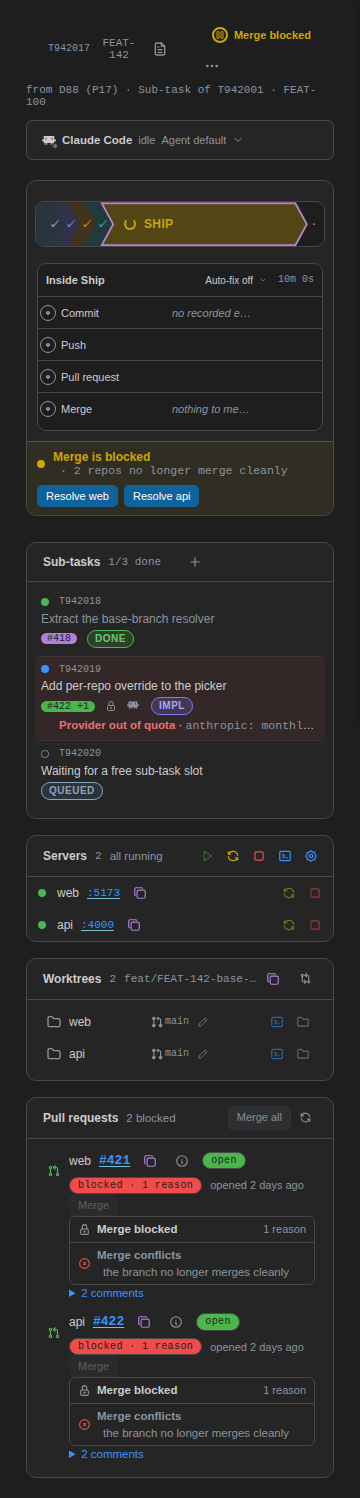 Merge blocked
T942017 FEAT-142
from D88 (P17) · Sub-task of T942001 · FEAT-
100
Claude Code idle Agent default
SHIP
Inside Ship Auto-fix off 10m 0s
Commit no recorded e…
Push
Pull request
Merge nothing to me…
Merge is blocked
· 2 repos no longer merge cleanly
Resolve web Resolve api
Sub-tasks 1/3 done
T942018
Extract the base-branch resolver
#418 DONE
T942019
Add per-repo override to the picker
#422 +1 IMPL
Provider out of quota · anthropic: monthl…
T942020
Waiting for a free sub-task slot
QUEUED
Servers 2 all running
web :5173
api :4000
Worktrees 2 feat/FEAT-142-base-…
web main
api main
Pull requests 2 blocked Merge all
web #421 open
blocked · 1 reason opened 2 days ago
Merge
Merge blocked 1 reason
Merge conflicts
the branch no longer merges cleanly
2 comments
api #422 open
blocked · 1 reason opened 2 days ago
Merge
Merge blocked 1 reason
Merge conflicts
the branch no longer merges cleanly
2 comments